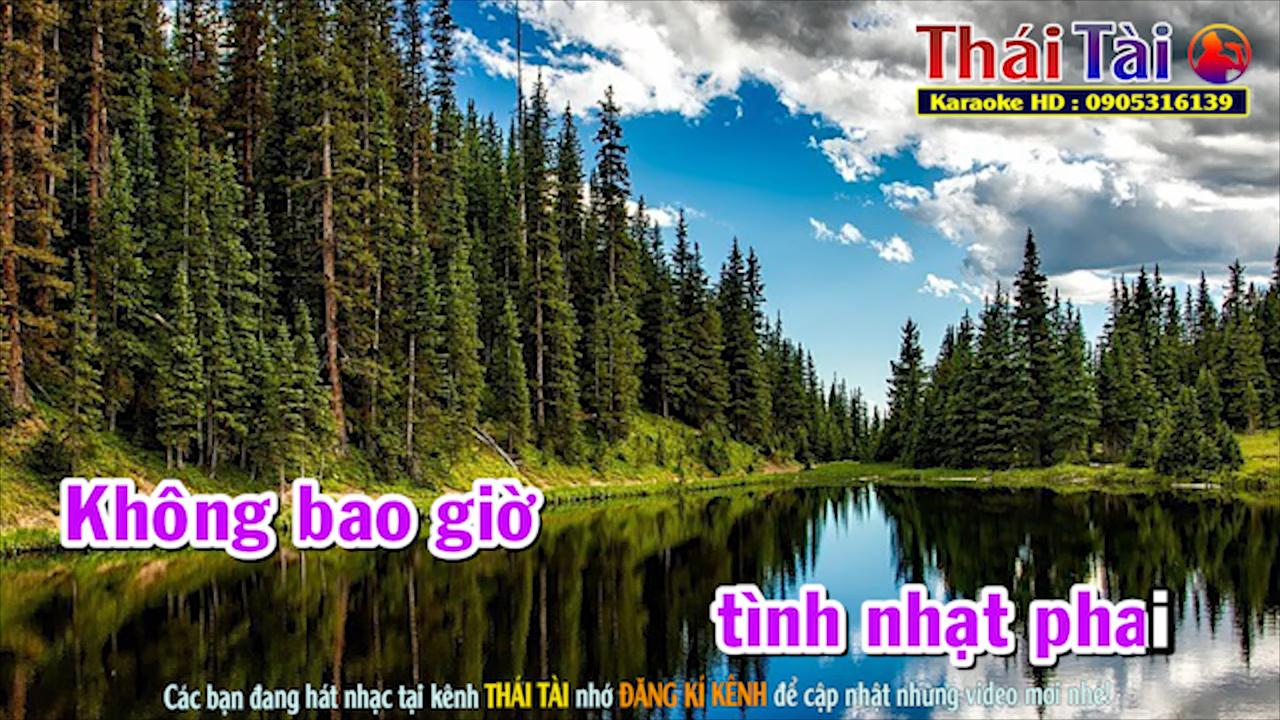 Thái Tài
Karaoke HD : 0905316139
Không bao giờ
tình nhạt phai
Các bạn đang hát nhạc tại kênh THÁI TÀI nhớ ĐĂNG KÍ KÊNH để cập nhật những video mới nhé!